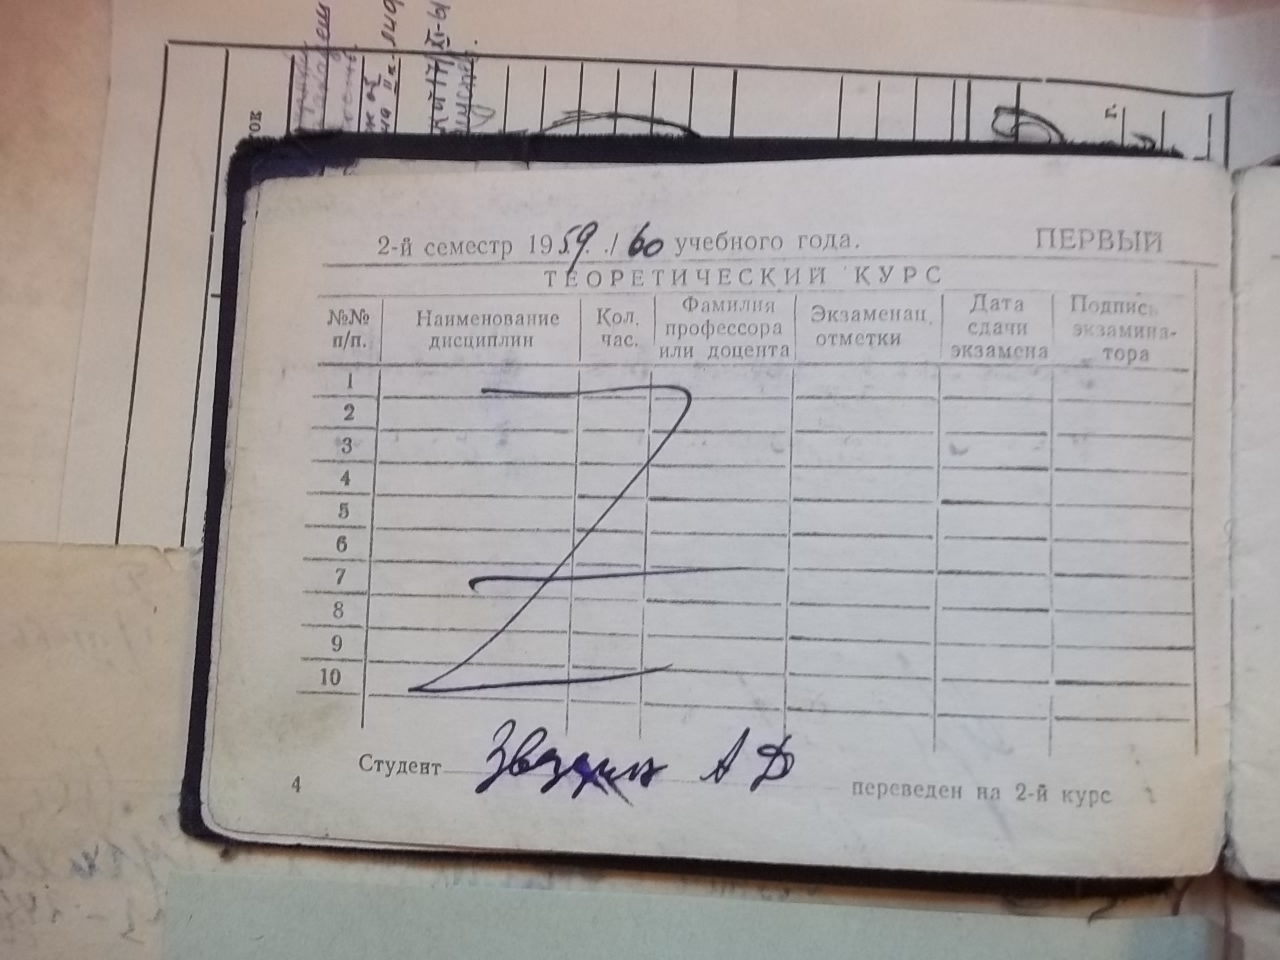 2-й семестр 1959/60 учебного года. ПЕРВЫЙ
ТЕОРЕТИЧЕСКИЙ КУРС
№№ п/п. Наименование дисциплин Кол. час. Фамилия профессора или доцента Экзаменац. отметки Дата сдачи экзамена Подпись экзамина-тора
1
2
3
4
5
6
7
8
9
10
Студент А Д переведен на 2-й курс
4